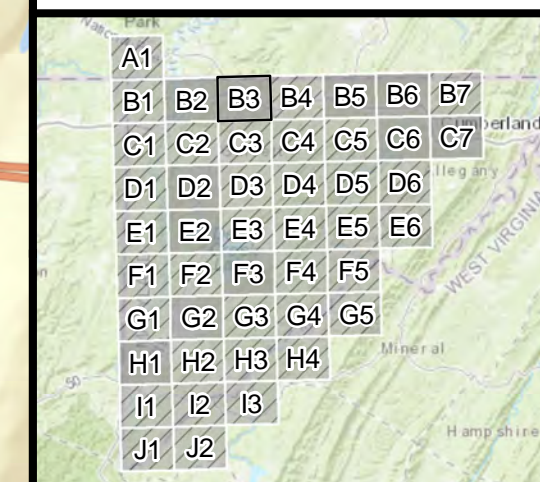 Park
A1
B1 B2 B3 B4 B5 B6 B7
C1 C2 C3 C4 C5 C6 C7
D1 D2 D3 D4 D5 D6
E1 E2 E3 E4 E5 E6
F1 F2 F3 F4 F5
WEST VIRGINIA
G1 G2 G3 G4 G5
Mineral
H1 H2 H3 H4
50
I1 I2 I3
Hampshire
J1 J2